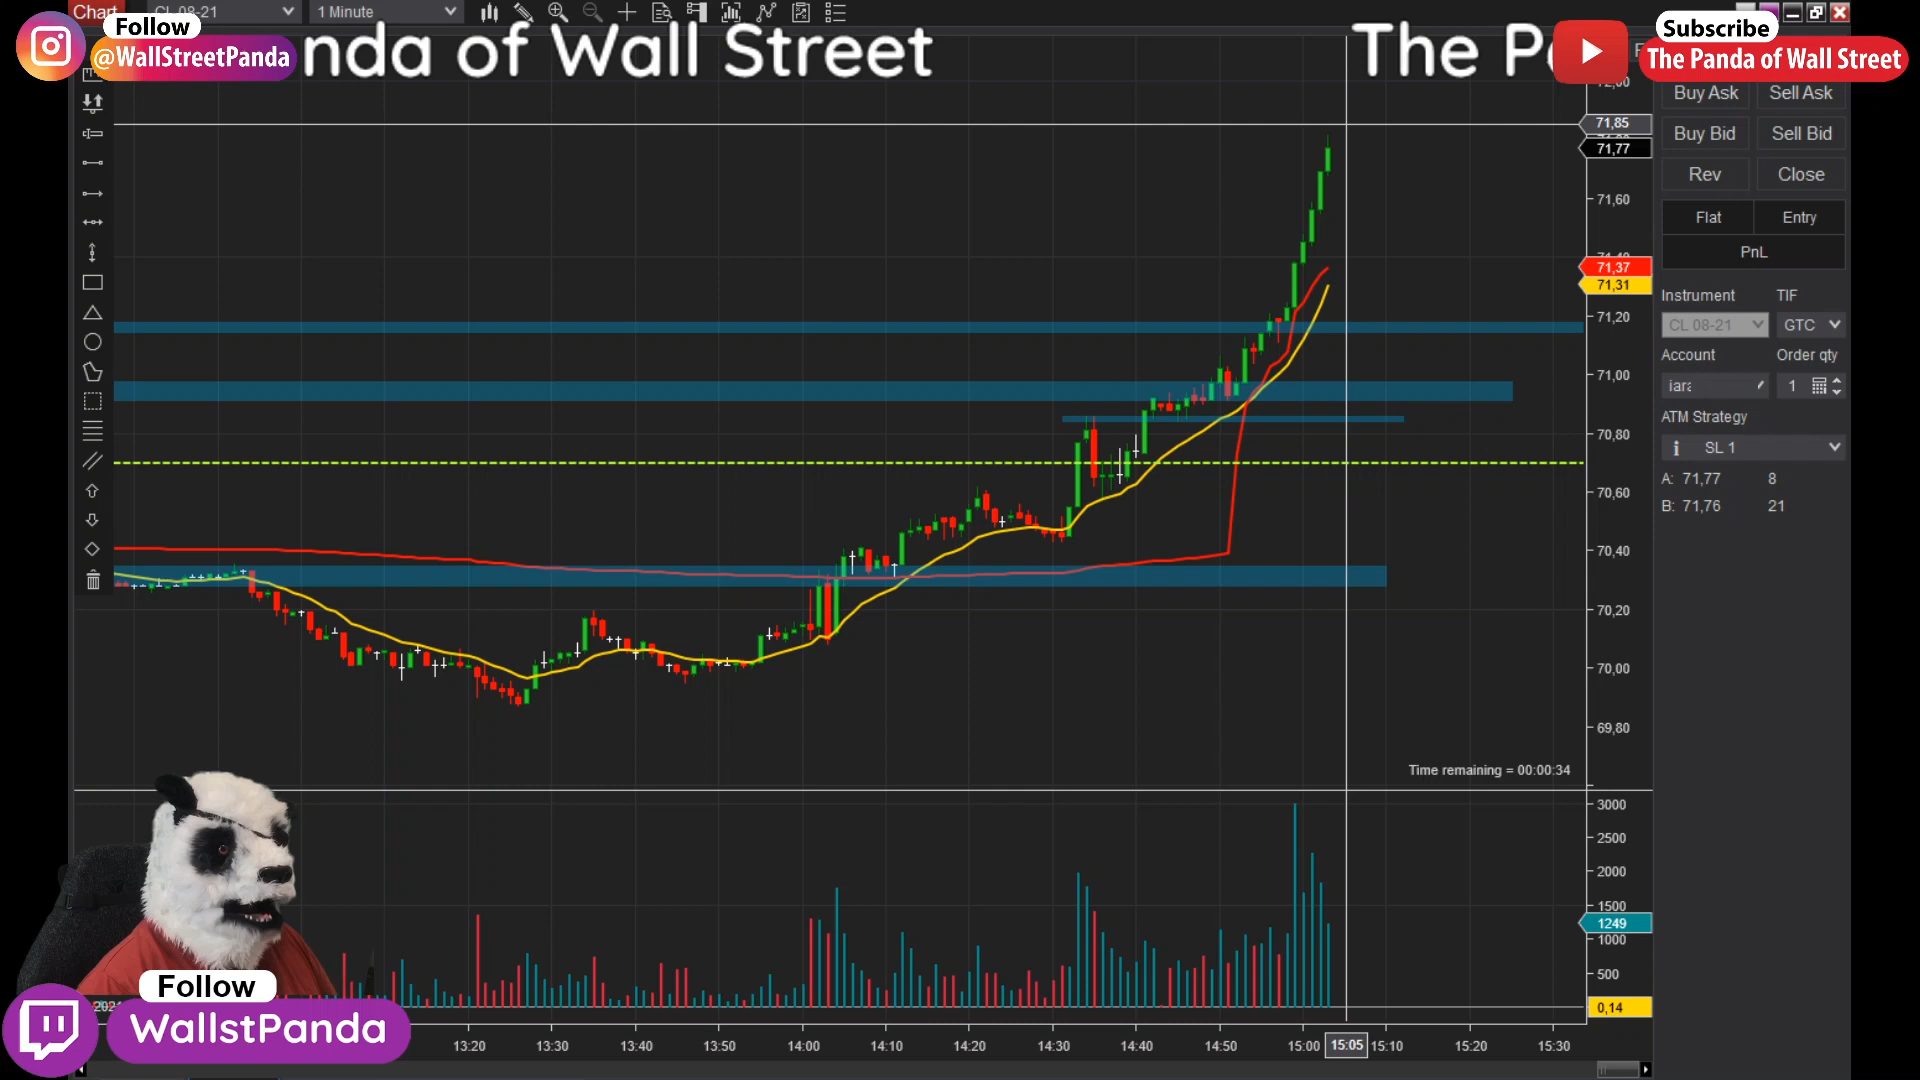 Chart
CL 08-21
1 Minute
Follow
@WallStreetPanda
nda of Wall Street
The P
Subscribe
The Panda of Wall Street
Buy Ask
Sell Ask
Buy Bid
Sell Bid
Rev
Close
Flat
Entry
PnL
Instrument
TIF
CL 08-21
GTC
Account
Order qty
1
ATM Strategy
SL 1
A: 71,77
8
B: 71,76
21
71,85
71,77
71,60
71,37
71,31
71,20
71,00
70,80
70,60
70,40
70,20
70,00
69,80
Time remaining = 00:00:34
3000
2500
2000
1500
1249
1000
500
0,14
13:20
13:30
13:40
13:50
14:00
14:10
14:20
14:30
14:40
14:50
15:00
15:05
15:10
15:20
15:30
Follow
WallstPanda